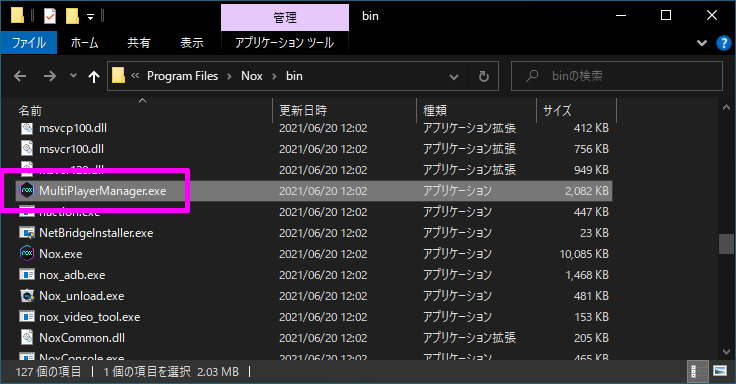 管理
bin
ファイル ホーム 共有 表示 アプリケーション ツール
« Program Files > Nox > bin
binの検索
名前 更新日時 種類 サイズ
msvcp100.dll 2021/06/20 12:02 アプリケーション拡張 412 KB
msvcr100.dll 2021/06/20 12:02 アプリケーション拡張 756 KB
msvcr120.dll 2021/06/20 12:02 アプリケーション拡張 949 KB
MultiPlayerManager.exe 2021/06/20 12:02 アプリケーション 2,082 KB
2021/06/20 12:02 アプリケーション 447 KB
NetBridgeInstaller.exe 2021/06/20 12:02 アプリケーション 23 KB
Nox.exe 2021/06/20 12:02 アプリケーション 10,085 KB
nox_adb.exe 2021/06/20 12:02 アプリケーション 1,468 KB
Nox_unload.exe 2021/06/20 12:02 アプリケーション 481 KB
nox_video_tool.exe 2021/06/20 12:02 アプリケーション 153 KB
NoxCommon.dll 2021/06/20 12:02 アプリケーション拡張 205 KB
NoxConsole.exe 2021/06/20 12:02 アプリケーション 465 KB
127 個の項目 1 個の項目を選択 2.03 MB